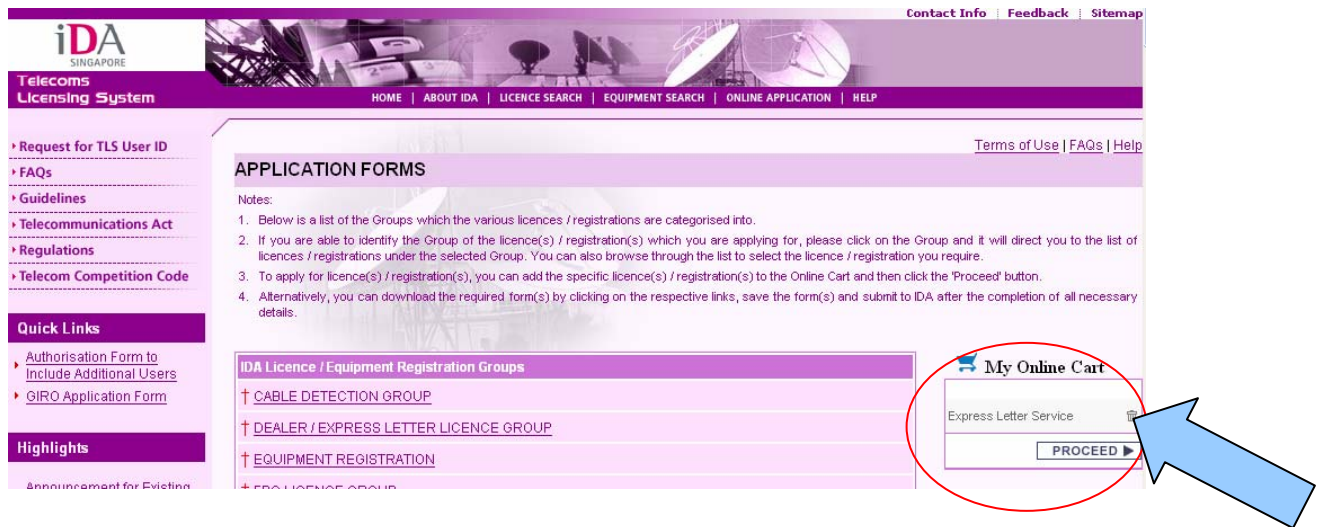 Contact Info | Feedback | Sitemap
iDA
SINGAPORE
Telecoms
Licensing System
HOME | ABOUT IDA | LICENCE SEARCH | EQUIPMENT SEARCH | ONLINE APPLICATION | HELP
Request for TLS User ID
FAQs
Guidelines
Telecommunications Act
Regulations
Telecom Competition Code
Quick Links
Authorisation Form to
Include Additional Users
GIRO Application Form
Highlights
Announcement for Existing
Terms of Use | FAQs | Help
APPLICATION FORMS
Notes:
1. Below is a list of the Groups which the various licences / registrations are categorised into.
2. If you are able to identify the Group of the licence(s) / registration(s) which you are applying for, please click on the Group and it will direct you to the list of
licences / registrations under the selected Group. You can also browse through the list to select the licence / registration you require.
3. To apply for licence(s) / registration(s), you can add the specific licence(s) / registration(s) to the Online Cart and then click the 'Proceed' button.
4. Alternatively, you can download the required form(s) by clicking on the respective links, save the form(s) and submit to IDA after the completion of all necessary
details.
IDA Licence / Equipment Registration Groups
† CABLE DETECTION GROUP
† DEALER / EXPRESS LETTER LICENCE GROUP
† EQUIPMENT REGISTRATION
LICENCE GROUP
My Online Cart
Express Letter Service
PROCEED